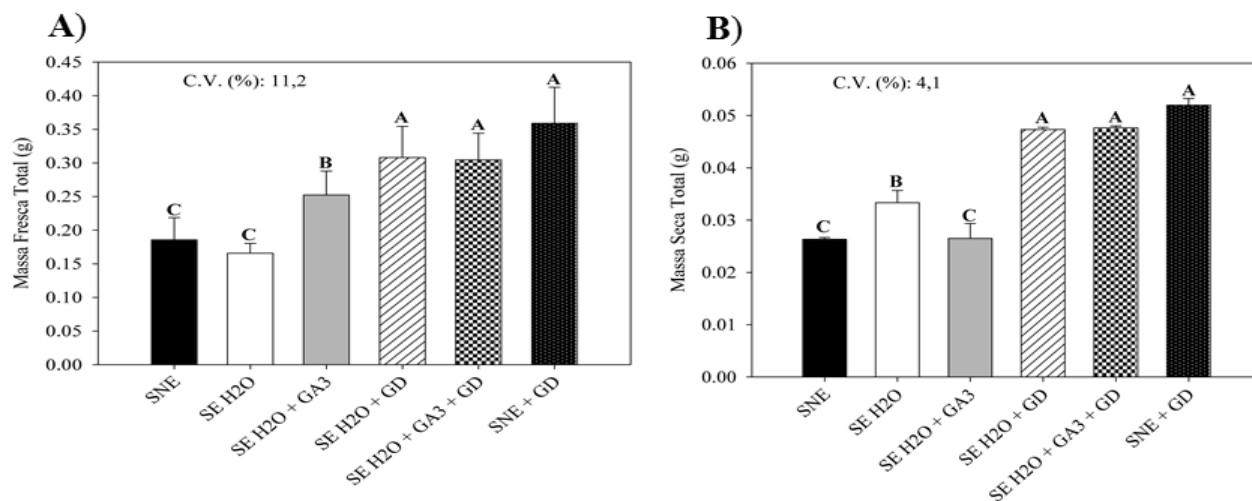 A)
C.V. (%): 11,2
Massa Fresca Total (g)
0.45
0.40
0.35
0.30
0.25
0.20
0.15
0.10
0.05
0.00
C
C
B
A
A
A
SNE
SE H2O
SE H2O + GA3
SE H2O + GD
SE H2O + GA3 + GD
SNE + GD
B)
C.V. (%): 4,1
Massa Seca Total (g)
0.06
0.05
0.04
0.03
0.02
0.01
0.00
C
B
C
A
A
A
SNE
SE H2O
SE H2O + GA3
SE H2O + GD
SE H2O + GA3 + GD
SNE + GD